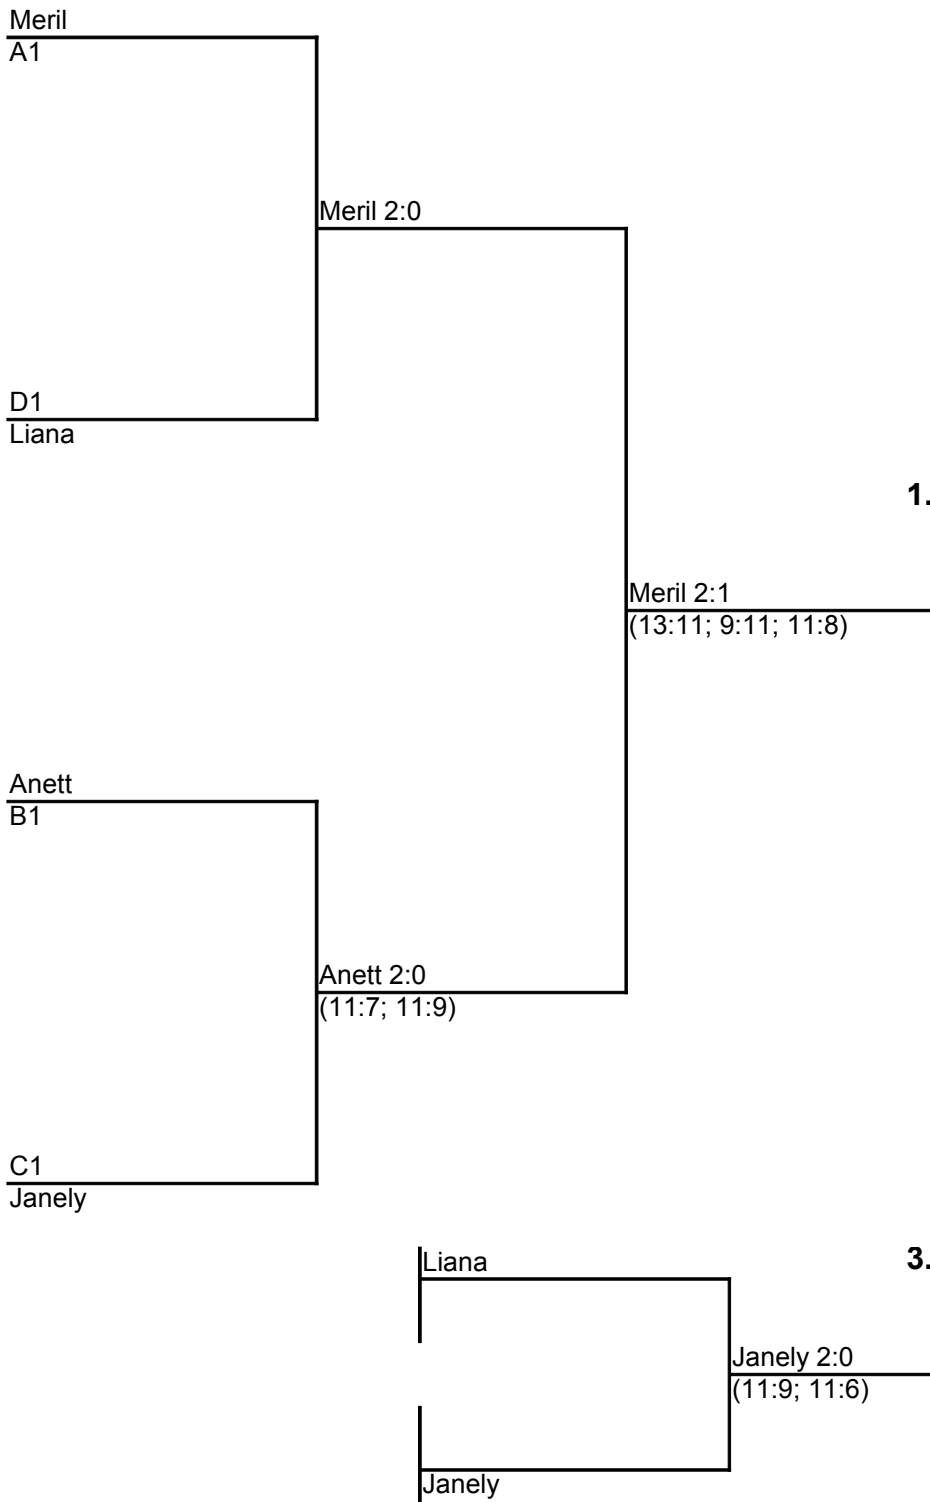 Meril
A1
Meril 2:0
D1
Liana
1.
Meril 2:1
(13:11; 9:11; 11:8)
Anett
B1
Anett 2:0
(11:7; 11:9)
C1
Janely
Liana
3.
Janely 2:0
(11:9; 11:6)
Janely